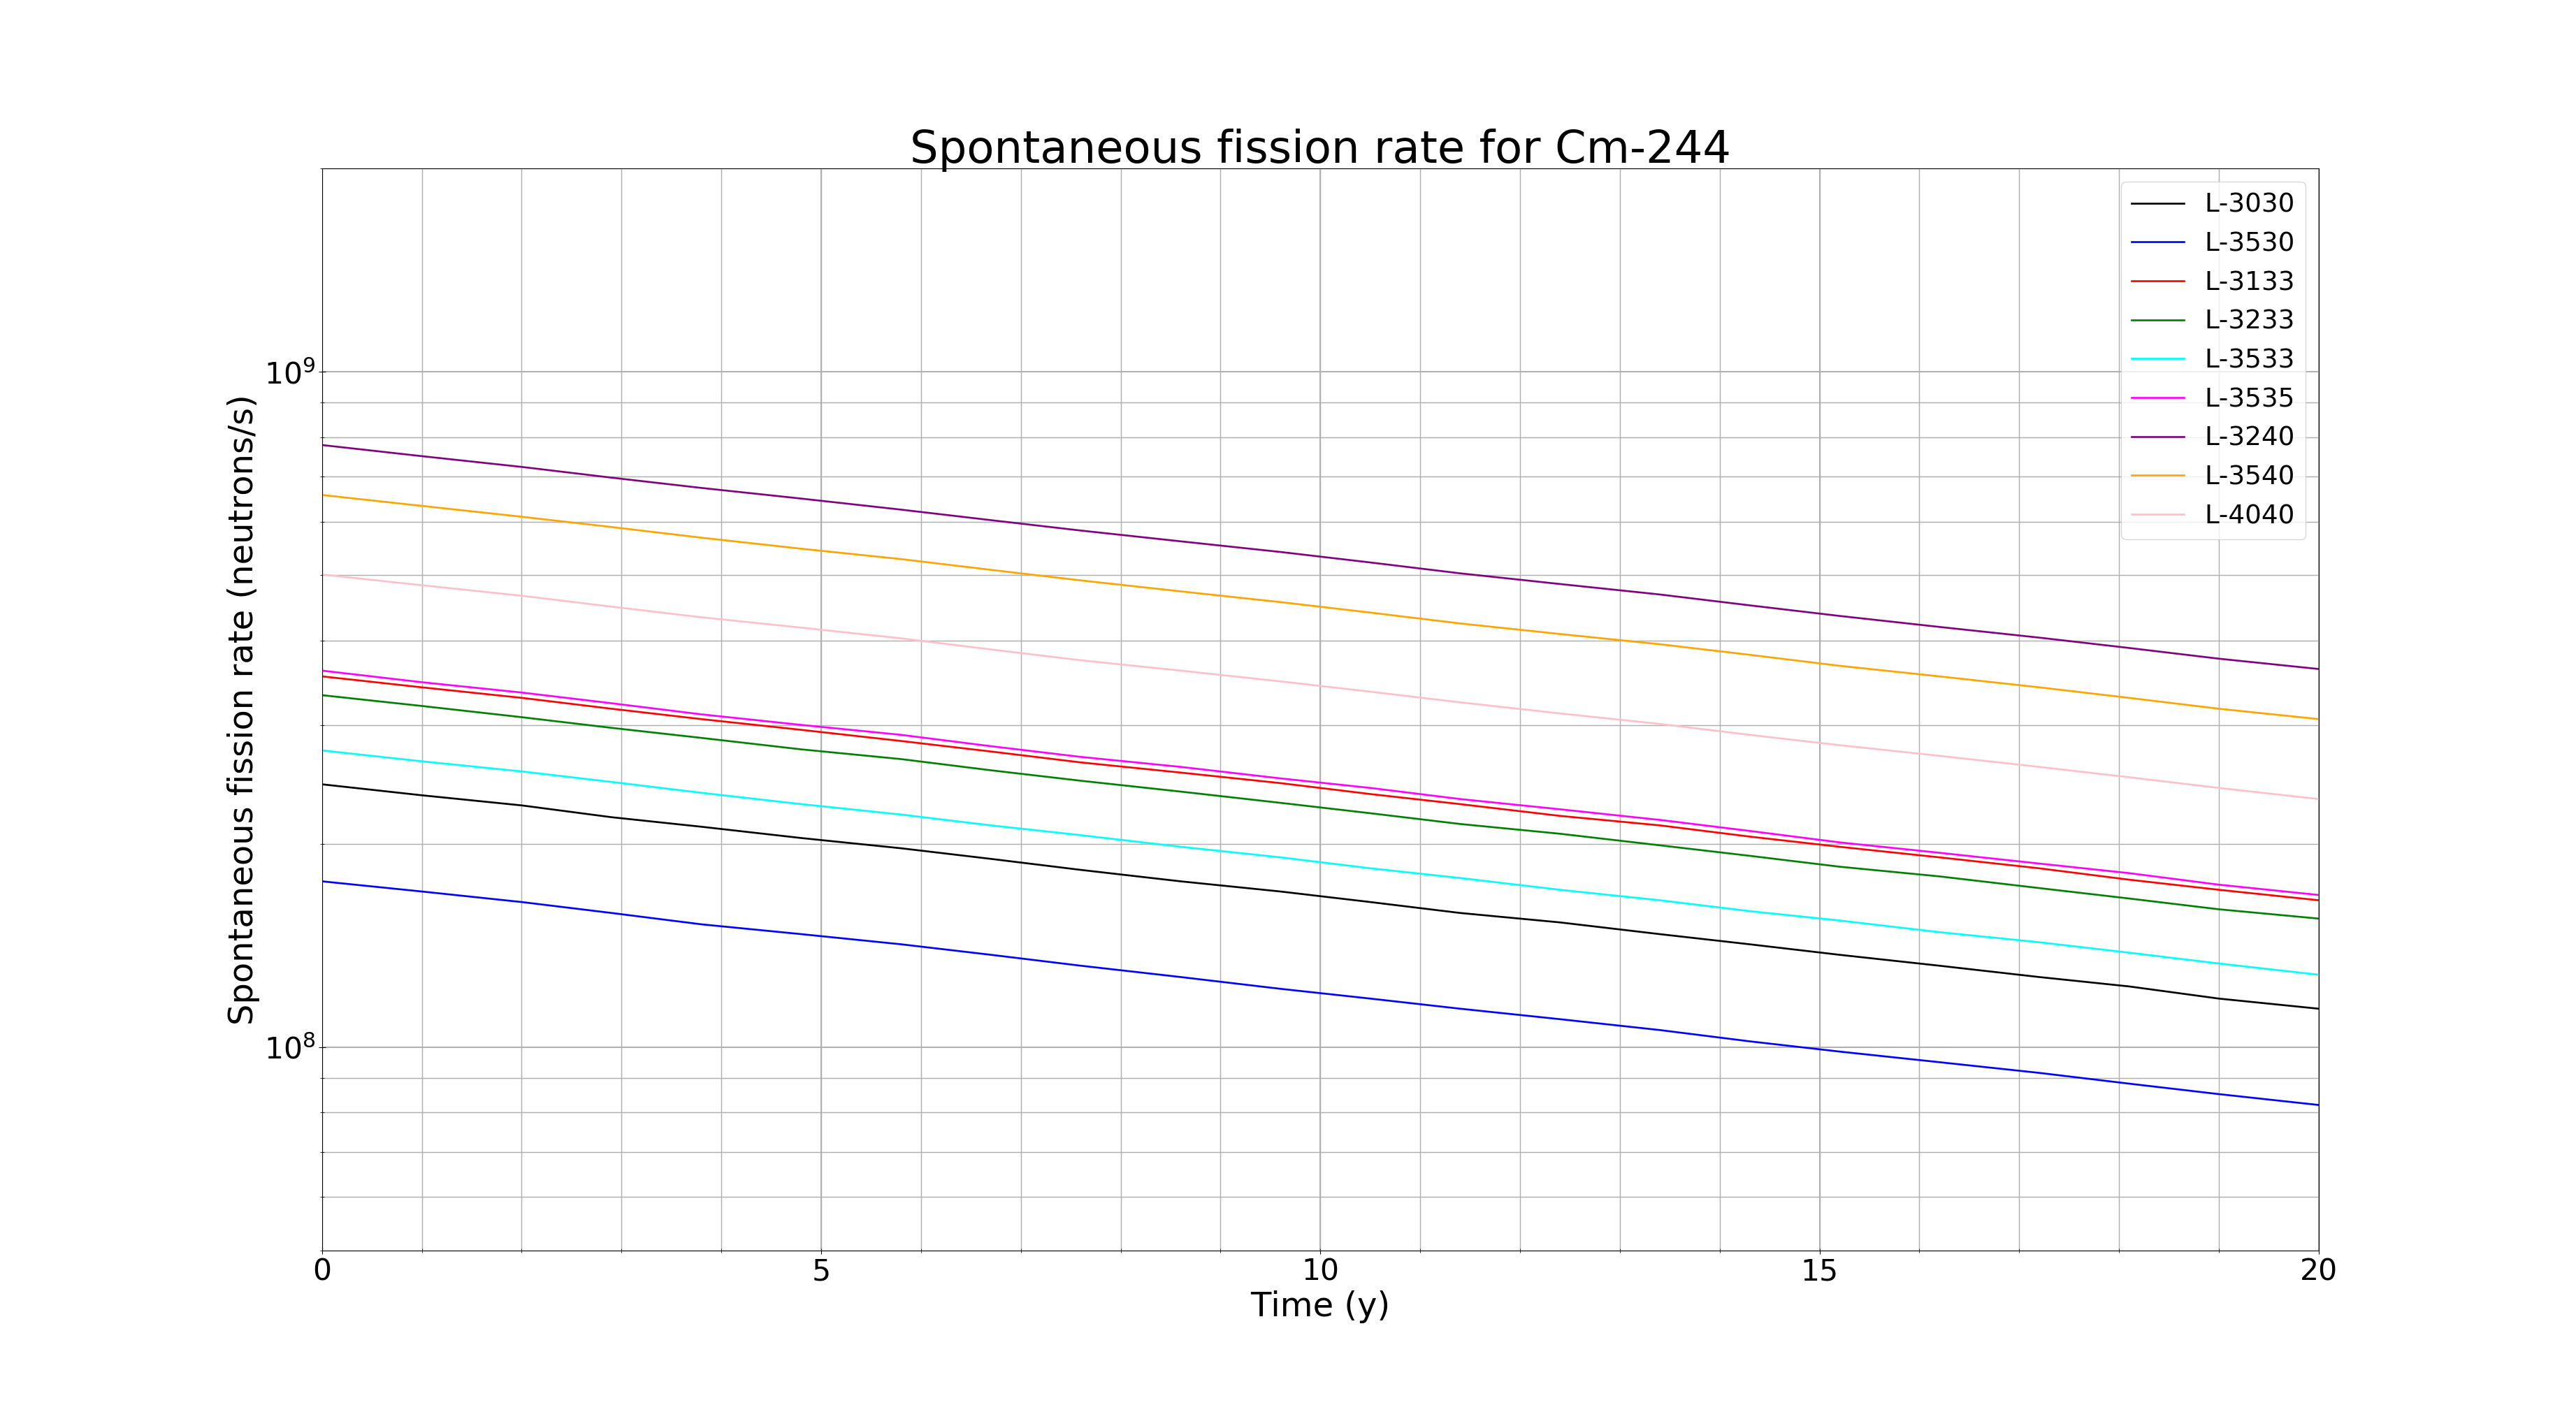 Spontaneous fission rate for Cm-244
Spontaneous fission rate (neutrons/s)
10⁹
10⁸
L-3030
L-3530
L-3133
L-3233
L-3533
L-3535
L-3240
L-3540
L-4040
0 5 10 15 20
Time (y)